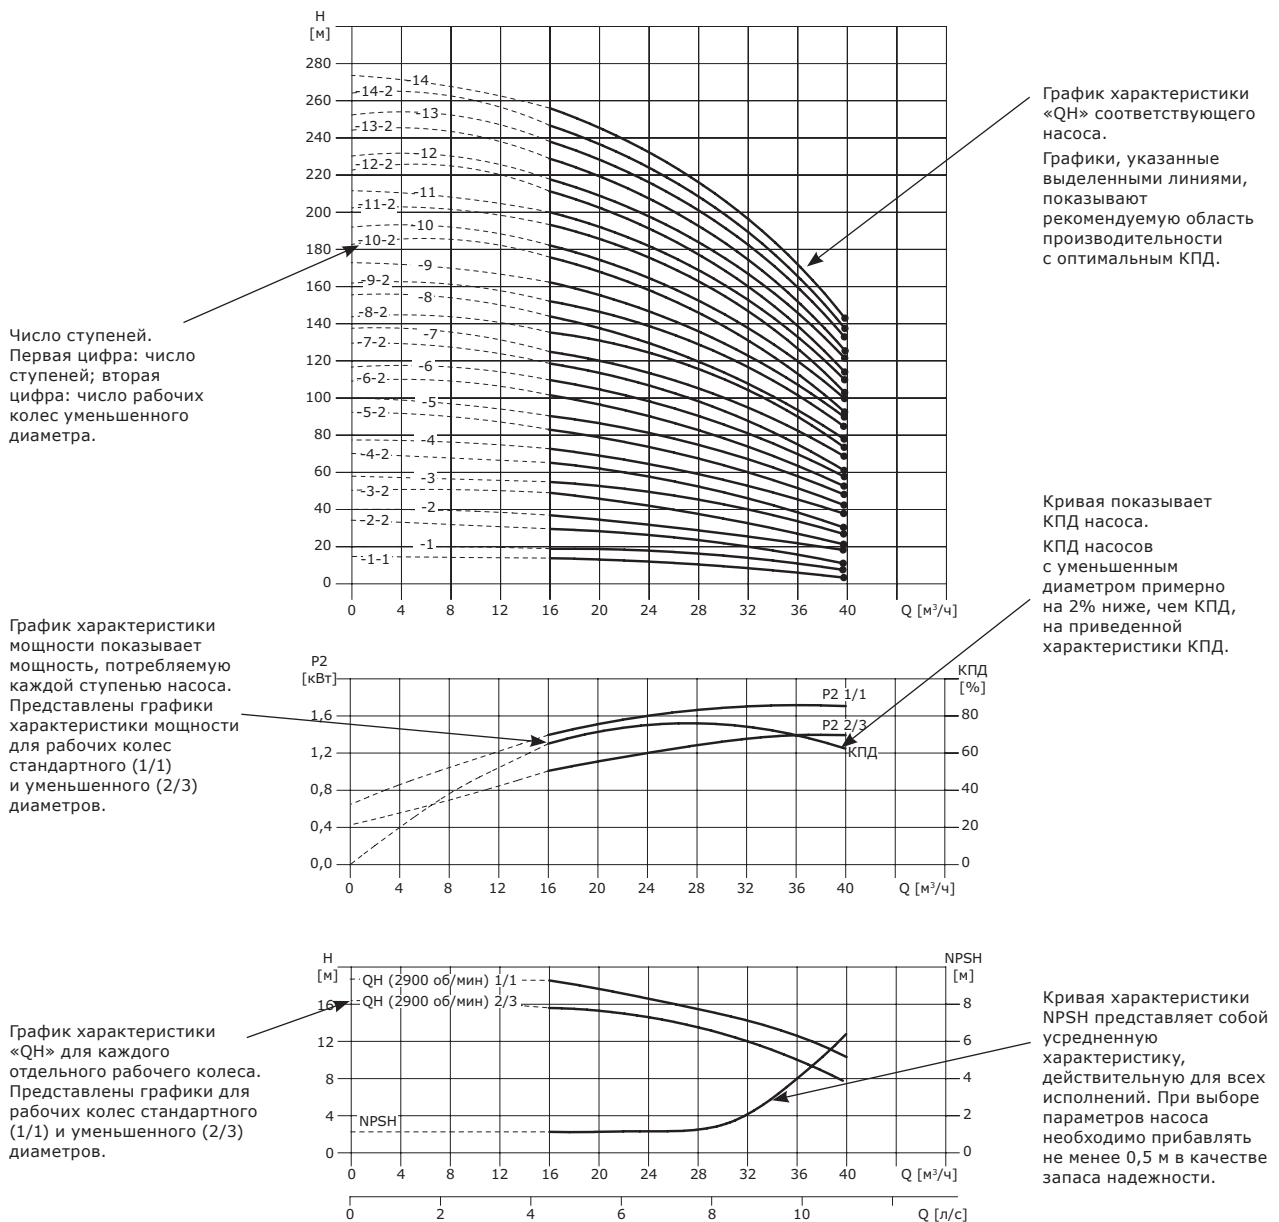 H
[м]
280
260
240
220
200
180
160
140
120
100
80
60
40
20
0
-14
-14-2
-13
-13-2
-12
-12-2
-11
-11-2
-10
-10-2
-9
-9-2
-8
-8-2
-7
-7-2
-6
-6-2
-5
-5-2
-4
-4-2
-3
-3-2
-2
-2-2
-1
-1-1
0 4 8 12 16 20 24 28 32 36 40 Q [м³/ч]
График характеристики
«QH» соответствующего
насоса.
Графики, указанные
выделенными линиями,
показывают
рекомендуемую область
производительности
с оптимальным КПД.
Число ступеней.
Первая цифра: число
ступеней; вторая
цифра: число рабочих
колес уменьшенного
диаметра.
Кривая показывает
КПД насоса.
КПД насосов
с уменьшенным
диаметром примерно
на 2% ниже, чем КПД,
на приведенной
характеристики КПД.
График характеристики
мощности показывает
мощность, потребляемую
каждой ступенью насоса.
Представлены графики
характеристики мощности
для рабочих колес
стандартного (1/1)
и уменьшенного (2/3)
диаметров.
P2
[кВт]
1,6
1,2
0,8
0,4
0,0
КПД
[%]
80
60
40
20
0
P2 1/1
P2 2/3
КПД
0 4 8 12 16 20 24 28 32 36 40 Q [м³/ч]
H
[м]
16
12
8
4
0
NPSH
[м]
8
6
4
2
0
QH (2900 об/мин) 1/1
QH (2900 об/мин) 2/3
NPSH
0 4 8 12 16 20 24 28 32 36 40 Q [м³/ч]
0 2 4 6 8 10 Q [л/с]
График характеристики
«QH» для каждого
отдельного рабочего колеса.
Представлены графики для
рабочих колес стандартного
(1/1) и уменьшенного (2/3)
диаметров.
Кривая характеристики
NPSH представляет собой
усредненную
характеристику,
действительную для всех
исполнений. При выборе
параметров насоса
необходимо прибавлять
не менее 0,5 м в качестве
запаса надежности.